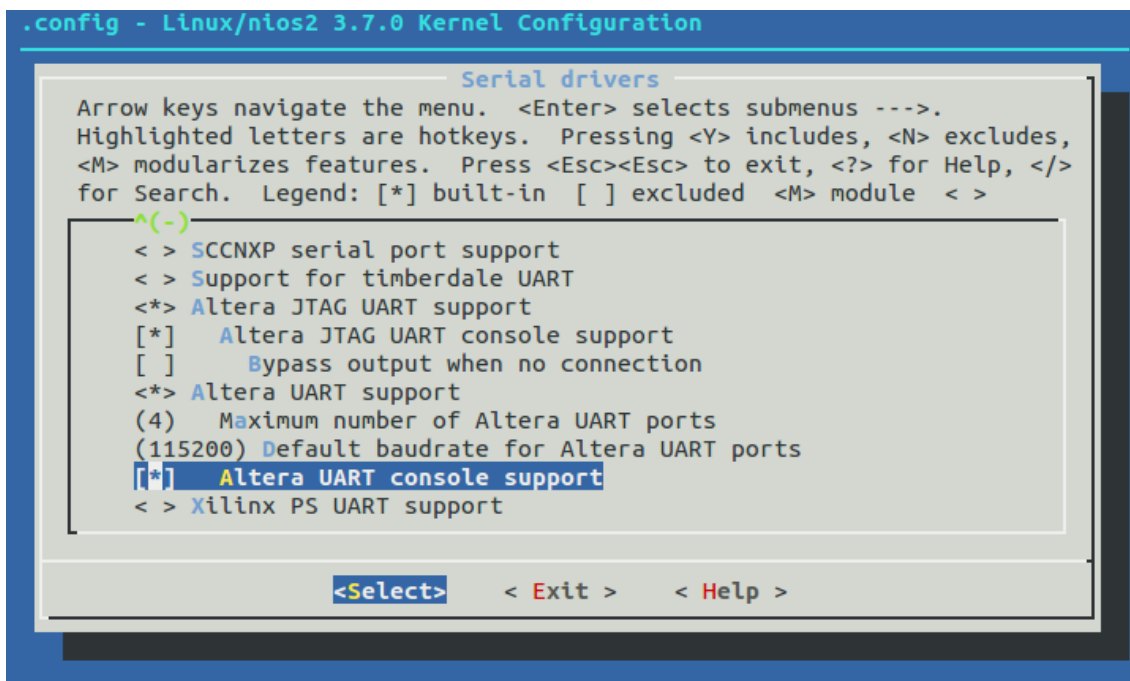 .config - Linux/nios2 3.7.0 Kernel Configuration
Serial drivers
Arrow keys navigate the menu.  <Enter> selects submenus --->.
Highlighted letters are hotkeys.  Pressing <Y> includes, <N> excludes,
<M> modularizes features.  Press <Esc><Esc> to exit, <?> for Help, </>
for Search.  Legend: [*] built-in  [ ] excluded  <M> module  < >
^(-)
< > SCCNXP serial port support
< > Support for timberdale UART
<*> Altera JTAG UART support
[*]   Altera JTAG UART console support
[ ]     Bypass output when no connection
<*> Altera UART support
(4)   Maximum number of Altera UART ports
(115200) Default baudrate for Altera UART ports
[*]   Altera UART console support
< > Xilinx PS UART support
<Select>    < Exit >    < Help >